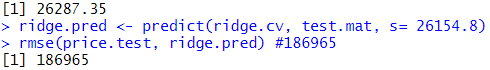 [1] 26287.35
> ridge.pred <- predict(ridge.cv, test.mat, s= 26154.8)
> rmse(price.test, ridge.pred) #186965
[1] 186965